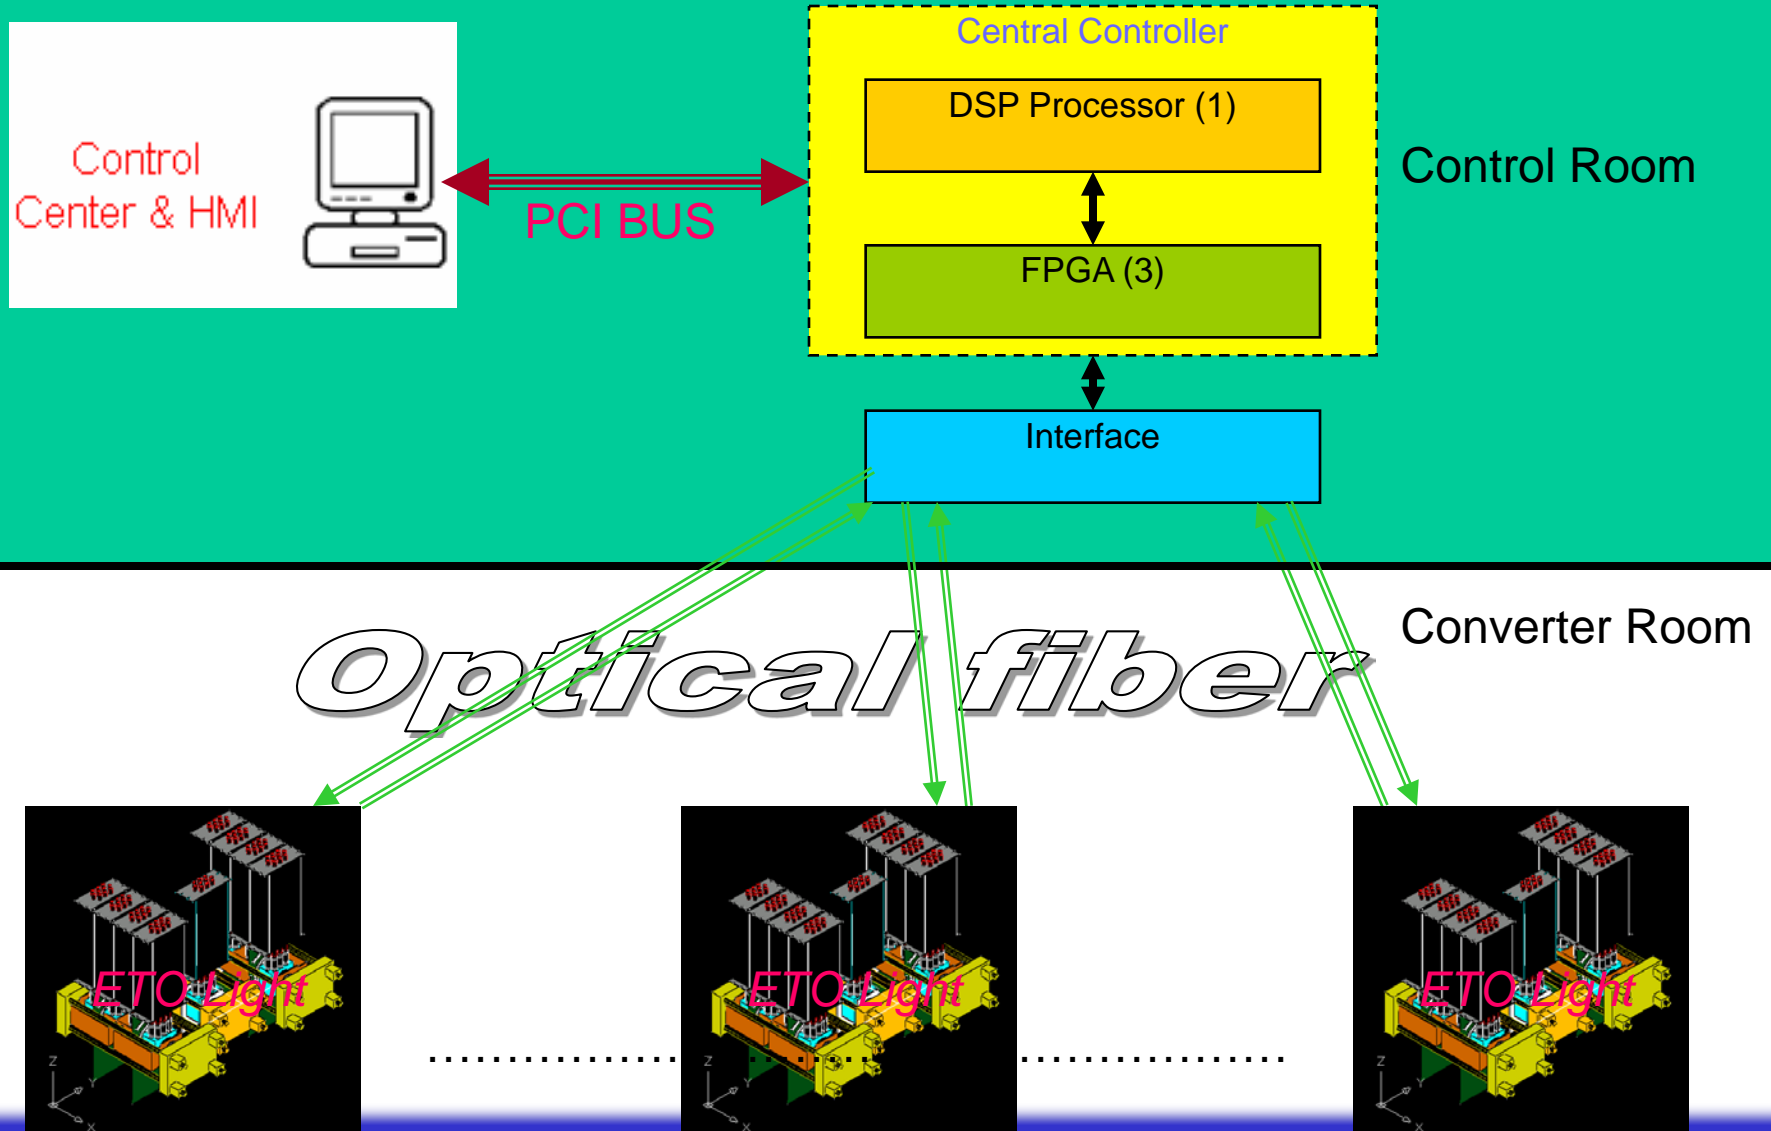 Central Controller
DSP Processor (1)
Control
Center & HMI
PCI BUS
Control Room
FPGA (3)
Interface
Converter Room
Optical fiber
ETO Light
ETO Light
ETO Light
Z
Y
X
Z
Y
X
Z
Y
X